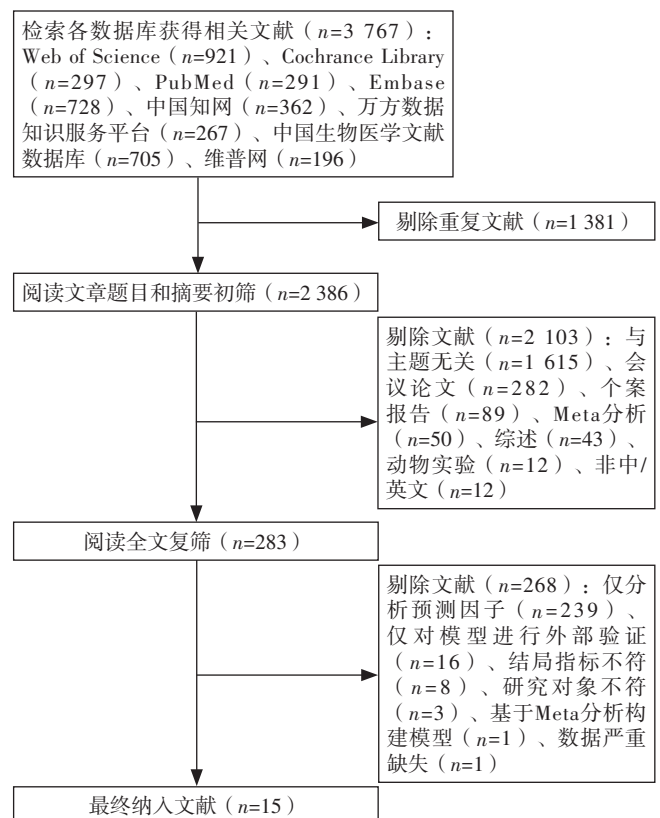 检索各数据库获得相关文献（n=3 767）：
Web of Science（n=921）、Cochrance Library
（n=297）、PubMed（n=291）、Embase
（n=728）、中国知网（n=362）、万方数据
知识服务平台（n=267）、中国生物医学文献
数据库（n=705）、维普网（n=196）
剔除重复文献（n=1 381）
阅读文章题目和摘要初筛（n=2 386）
剔除文献（n=2 103）：与
主题无关（n=1 615）、会
议论文（n=282）、个案
报告（n=89）、Meta分析
（n=50）、综述（n=43）、
动物实验（n=12）、非中/
英文（n=12）
阅读全文复筛（n=283）
剔除文献（n=268）：仅分
析预测因子（n=239）、
仅对模型进行外部验证
（n=16）、结局指标不符
（n=8）、研究对象不符
（n=3）、基于Meta分析构
建模型（n=1）、数据严重
缺失（n=1）
最终纳入文献（n=15）